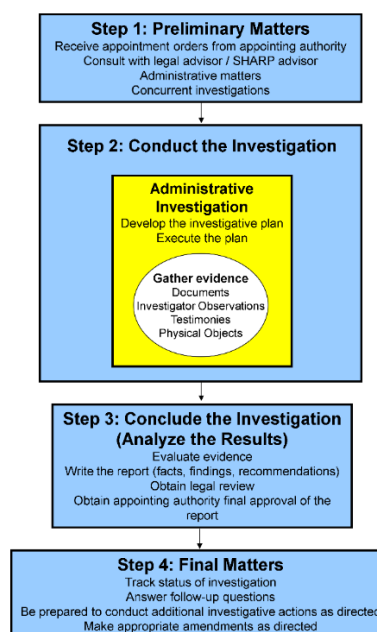 Step 1: Preliminary Matters
Receive appointment orders from appointing authority
Consult with legal advisor / SHARP advisor
Administrative matters
Concurrent investigations
Step 2: Conduct the Investigation
Administrative
Investigation
Develop the investigative plan
Execute the plan
Gather evidence
Documents
Investigator Observations
Testimonies
Physical Objects
Step 3: Conclude the Investigation
(Analyze the Results)
Evaluate evidence
Write the report (facts, findings, recommendations)
Obtain legal review
Obtain appointing authority final approval of the
report
Step 4: Final Matters
Track status of investigation
Answer follow-up questions
Be prepared to conduct additional investigative actions as directed
Make appropriate amendments as directed